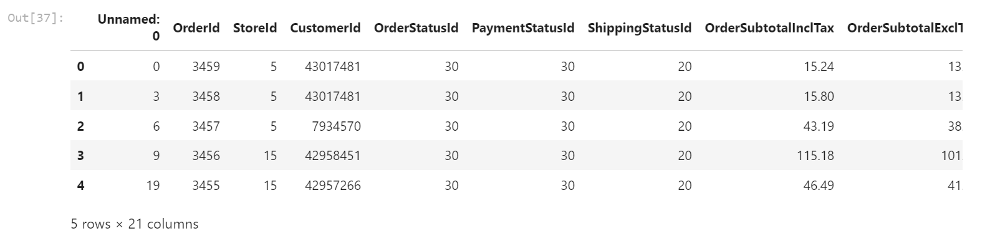 Out[37]:
Unnamed: 0 OrderId StoreId CustomerId OrderStatusId PaymentStatusId ShippingStatusId OrderSubtotalInclTax OrderSubtotalExclT
0 0 3459 5 43017481 30 30 20 15.24 13.
1 3 3458 5 43017481 30 30 20 15.80 13.
2 6 3457 5 7934570 30 30 20 43.19 38.
3 9 3456 15 42958451 30 30 20 115.18 101.
4 19 3455 15 42957266 30 30 20 46.49 41.
5 rows × 21 columns